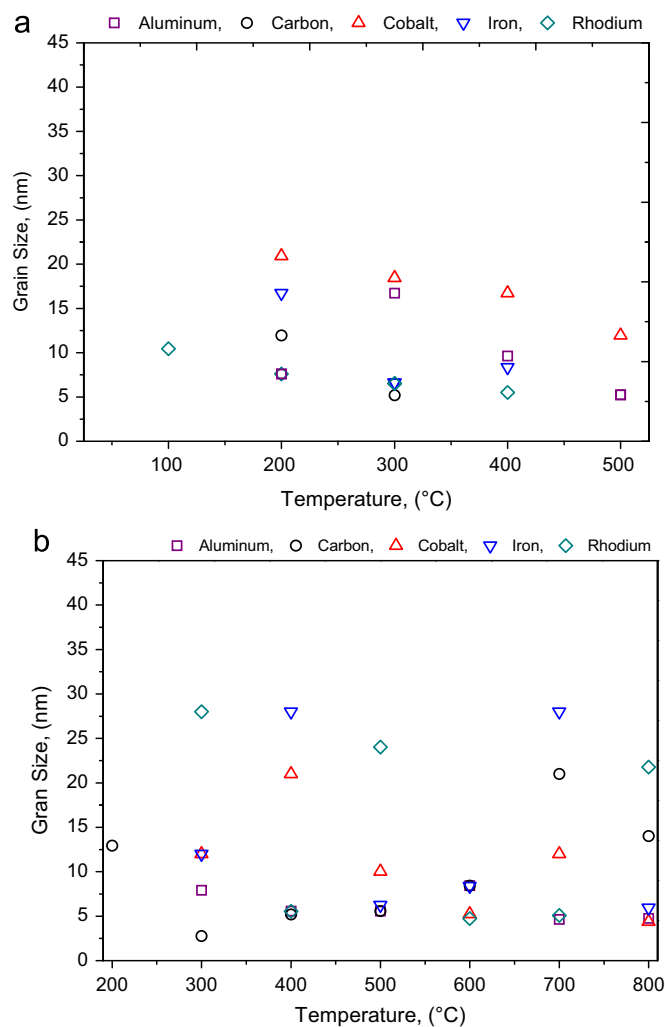 a
Aluminum, Carbon, Cobalt, Iron, Rhodium
45
40
35
30
25
20
15
10
5
0
Grain Size, (nm)
100 200 300 400 500
Temperature, (°C)
b
Aluminum, Carbon, Cobalt, Iron, Rhodium
45
40
35
30
25
20
15
10
5
0
Gran Size, (nm)
200 300 400 500 600 700 800
Temperature, (°C)